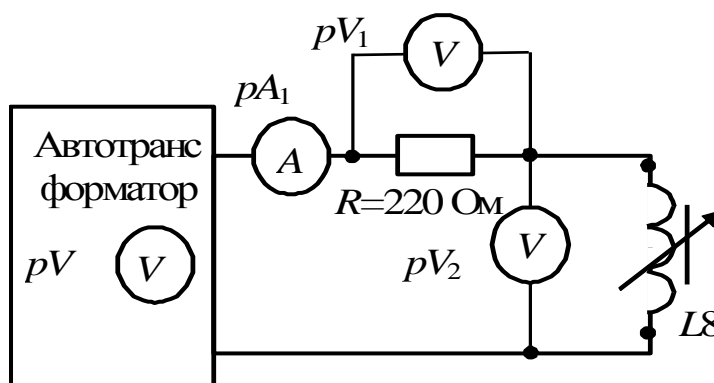 pV₁
V
pA₁
Автотранс
форматор
A
R=220 Ом
pV
V
pV₂
V
L8